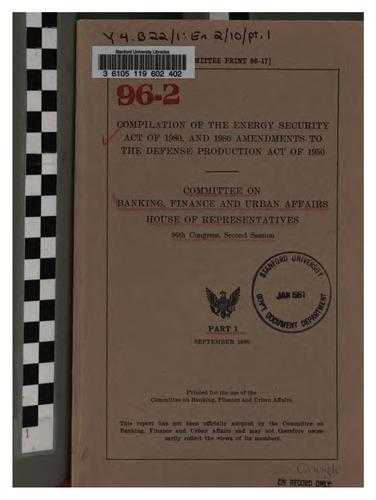 Y 4. B22/1: En 2/10/pt. 1
Stanford University Libraries
3 6105 119 602 402
MITTEE PRINT 96-17]
96-2
COMPILATION OF THE ENERGY SECURITY
ACT OF 1980, AND 1980 AMENDMENTS TO
THE DEFENSE PRODUCTION ACT OF 1950
COMMITTEE ON
BANKING, FINANCE AND URBAN AFFAIRS
HOUSE OF REPRESENTATIVES
96th Congress, Second Session
STANFORD UNIVERSITY
JAN 1981
GOV'T DOCUMENT DEPARTMENT
PART 1
SEPTEMBER 1980
Printed for the use of the
Committee on Banking, Finance and Urban Affairs
This report has not been officially adopted by the Committee on
Banking, Finance and Urban Affairs and may not therefore neces-
sarily reflect the views of its members.
Google
ON RECORD ONLY